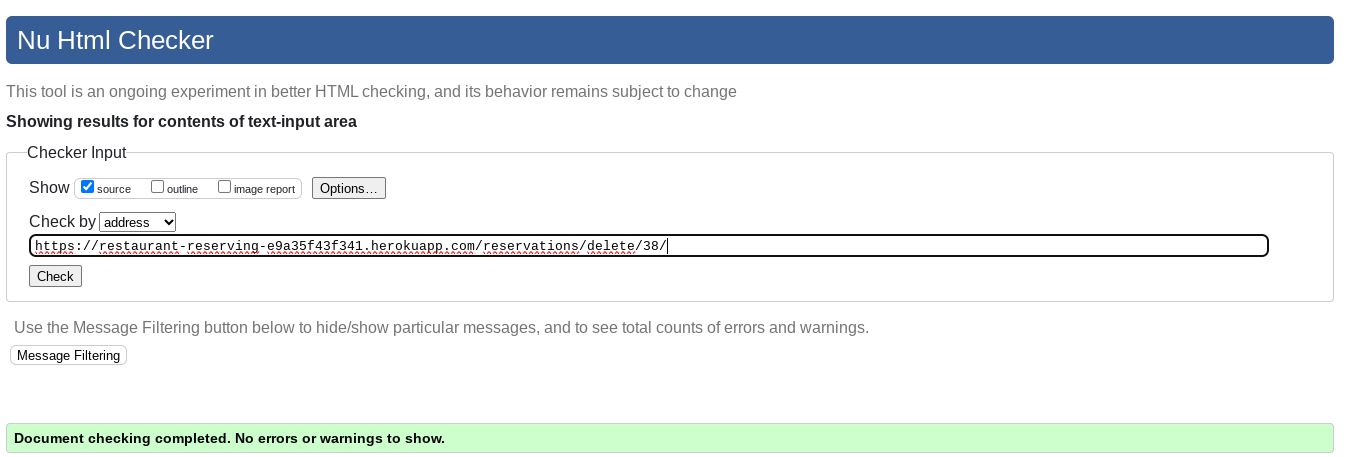 Nu Html Checker
This tool is an ongoing experiment in better HTML checking, and its behavior remains subject to change
Showing results for contents of text-input area
Checker Input
Show source outline image report Options…
Check by address
https://restaurant-reserving-e9a35f43f341.herokuapp.com/reservations/delete/38/
Check
Use the Message Filtering button below to hide/show particular messages, and to see total counts of errors and warnings.
Message Filtering
Document checking completed. No errors or warnings to show.